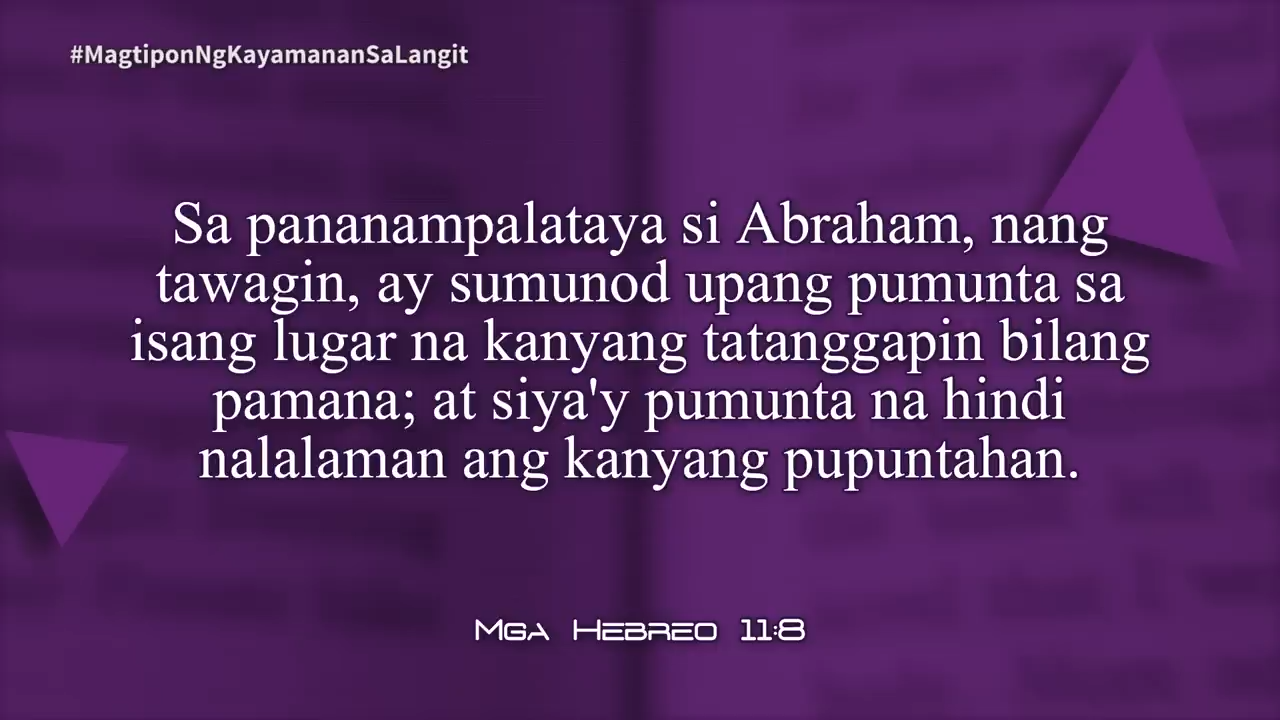 #MagtiponNgKayamananSaLangit
Sa pananampalataya si Abraham, nang
tawagin, ay sumunod upang pumunta sa
isang lugar na kanyang tatanggapin bilang
pamana; at siya'y pumunta na hindi
nalalaman ang kanyang pupuntahan.
Mga Hebreo 11:8